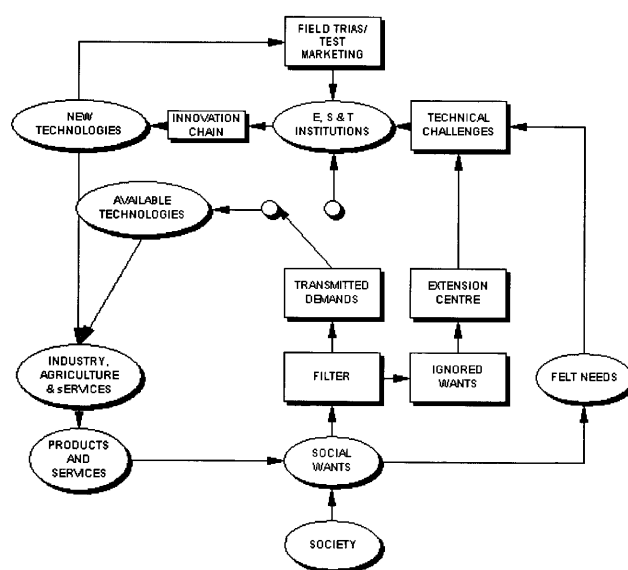 FIELD TRIAS/
TEST
MARKETING
NEW
TECHNOLOGIES
INNOVATION
CHAIN
E, S & T
INSTITUTIONS
TECHNICAL
CHALLENGES
AVAILABLE
TECHNOLOGIES
TRANSMITTED
DEMANDS
EXTENSION
CENTRE
INDUSTRY,
AGRICULTURE
& sERVICES
FILTER
IGNORED
WANTS
FELT NEEDS
PRODUCTS
AND
SERVICES
SOCIAL
WANTS
SOCIETY